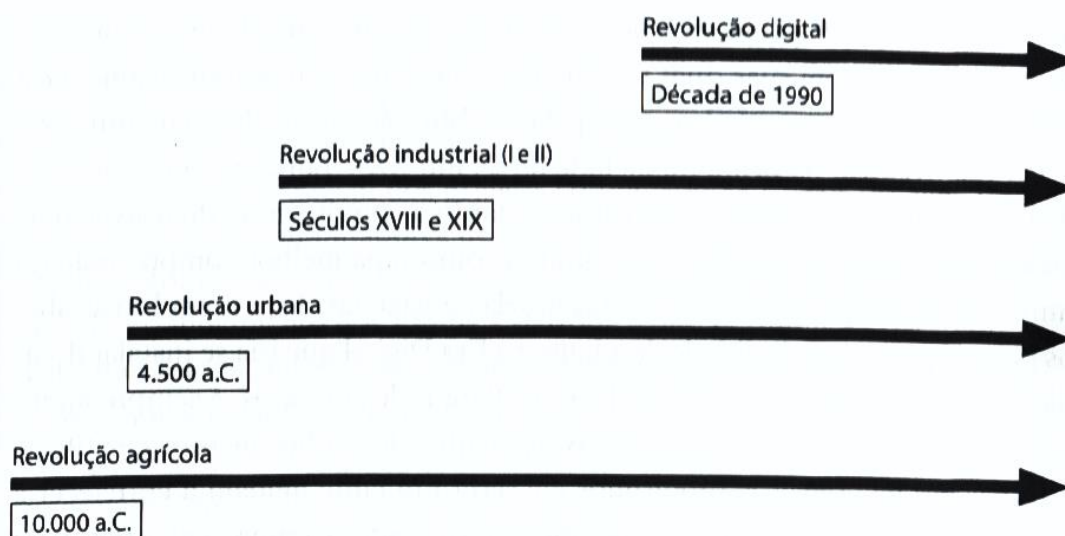 Revolução digital
Década de 1990
Revolução industrial (I e II)
Séculos XVIII e XIX
Revolução urbana
4.500 a.C.
Revolução agrícola
10.000 a.C.